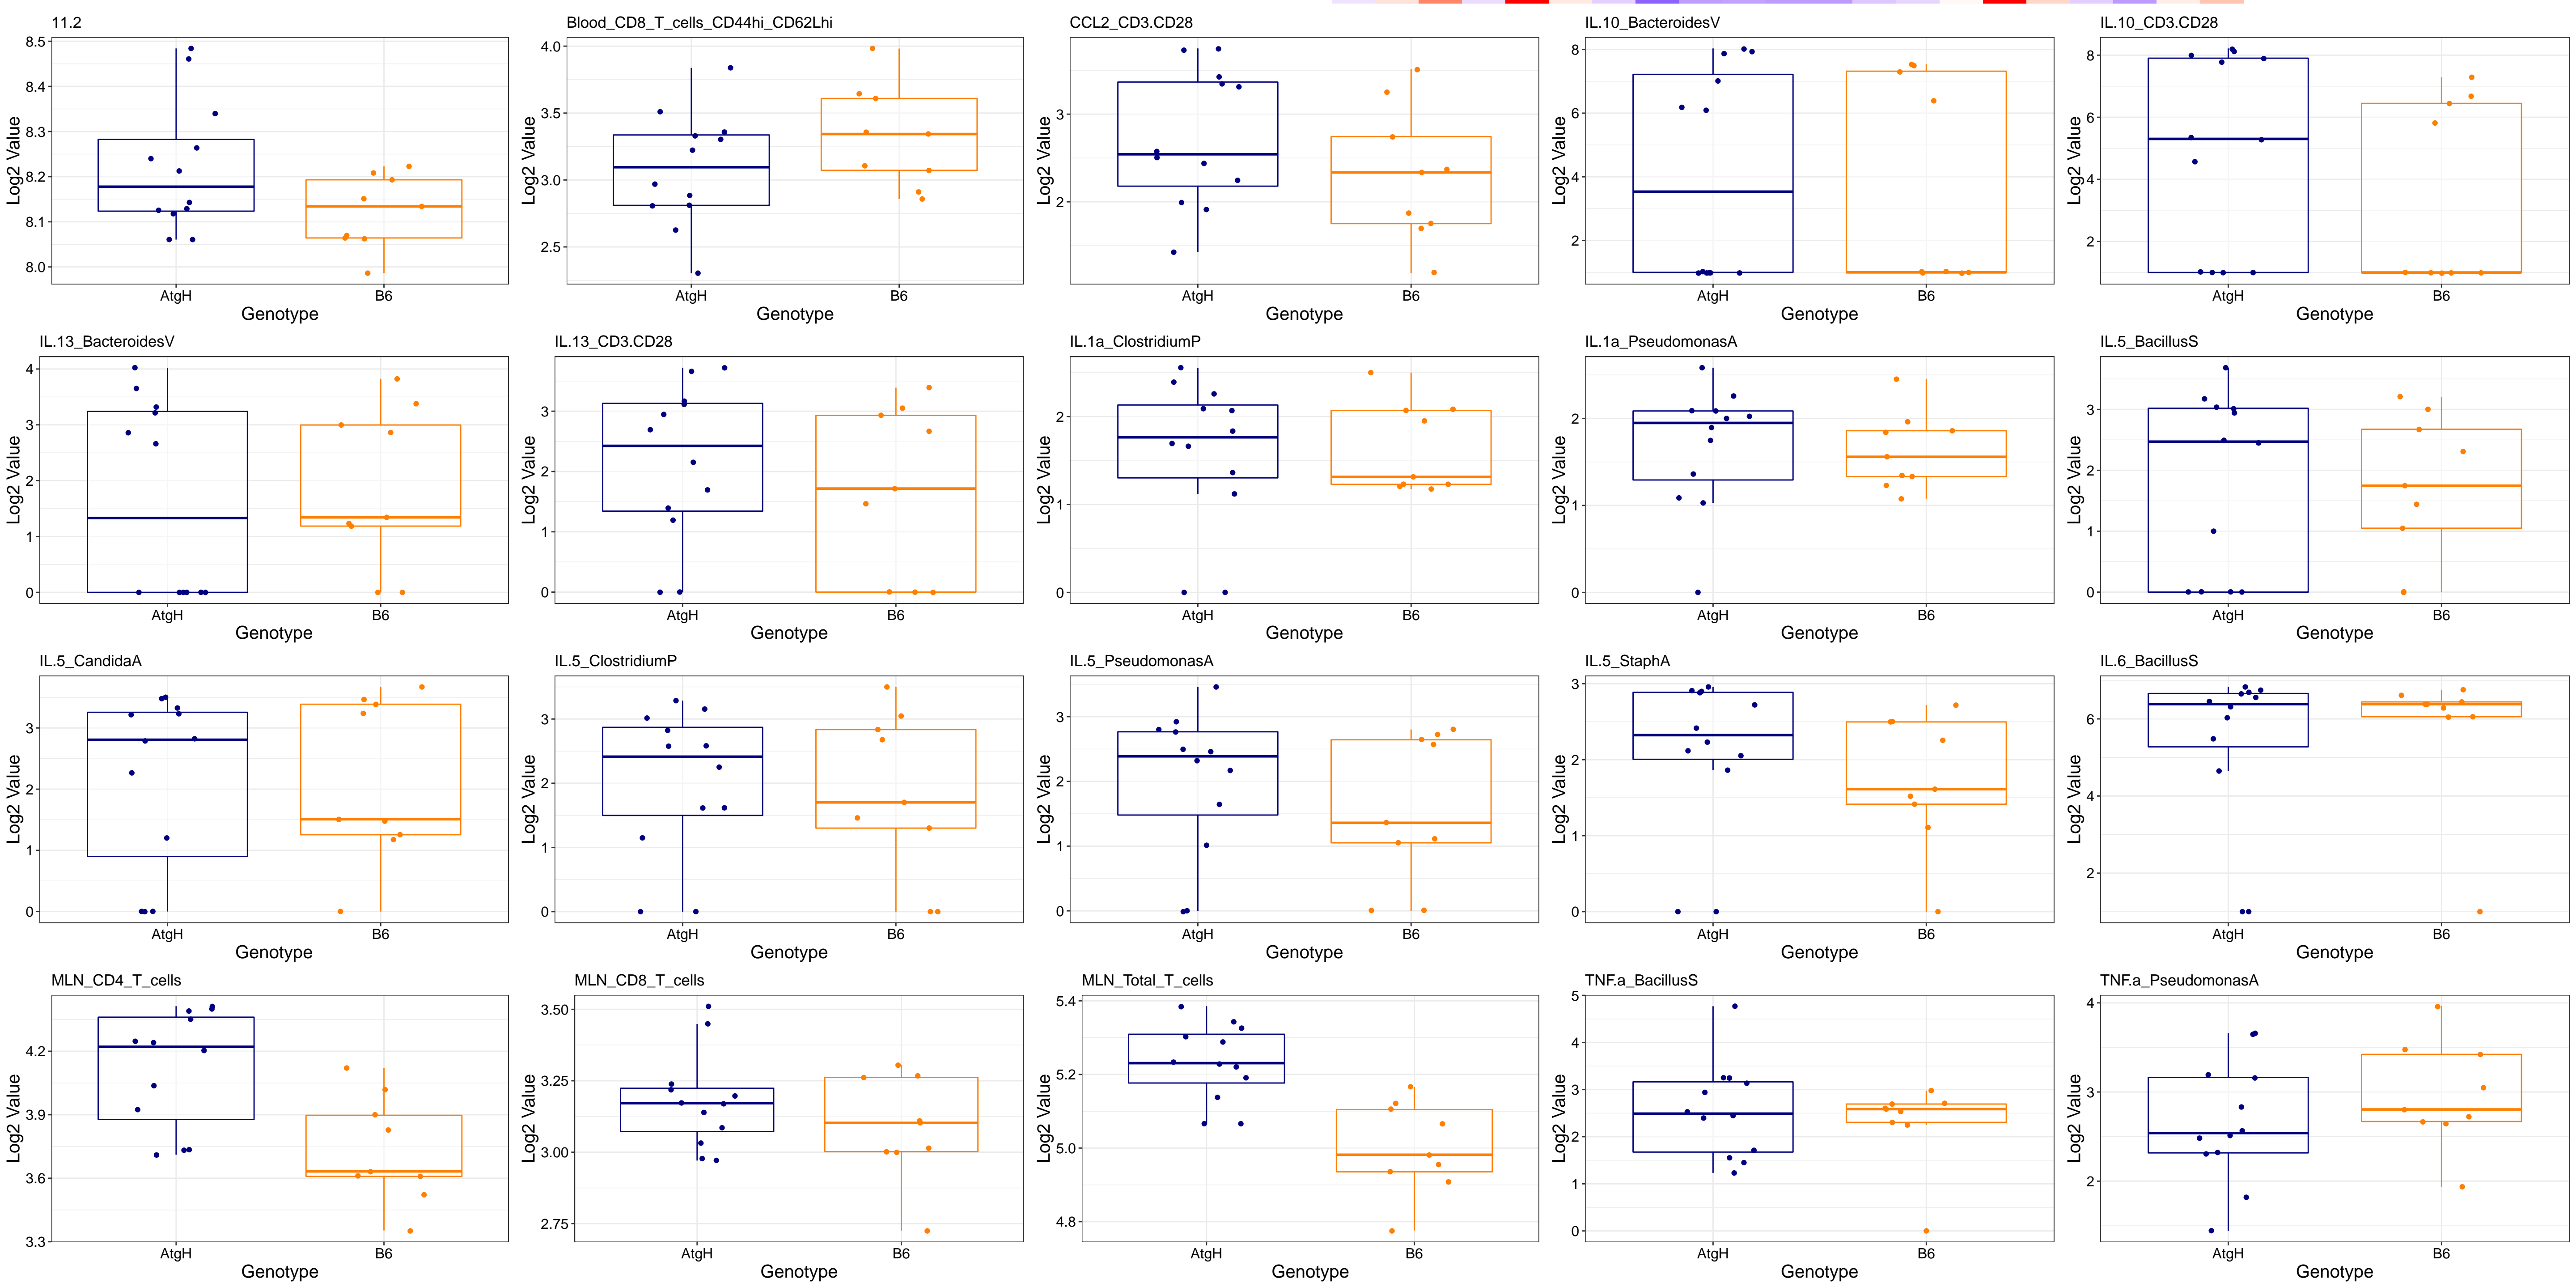 11.2
Blood_CD8_T_cells_CD44hi_CD62Lhi
CCL2_CD3.CD28
IL.10_BacteroidesV
IL.10_CD3.CD28
Log2 Value
8.5
8.4
8.3
8.2
8.1
8.0
AtgH
B6
Genotype
Log2 Value
4.0
3.5
3.0
2.5
AtgH
B6
Genotype
Log2 Value
3
2
AtgH
B6
Genotype
Log2 Value
8
6
4
2
AtgH
B6
Genotype
Log2 Value
8
6
4
2
AtgH
B6
Genotype
IL.13_BacteroidesV
IL.13_CD3.CD28
IL.1a_ClostridiumP
IL.1a_PseudomonasA
IL.5_BacillusS
Log2 Value
4
3
2
1
0
AtgH
B6
Genotype
Log2 Value
3
2
1
0
AtgH
B6
Genotype
Log2 Value
2
1
0
AtgH
B6
Genotype
Log2 Value
2
1
0
AtgH
B6
Genotype
Log2 Value
3
2
1
0
AtgH
B6
Genotype
IL.5_CandidaA
IL.5_ClostridiumP
IL.5_PseudomonasA
IL.5_StaphA
IL.6_BacillusS
Log2 Value
3
2
1
0
AtgH
B6
Genotype
Log2 Value
3
2
1
0
AtgH
B6
Genotype
Log2 Value
3
2
1
0
AtgH
B6
Genotype
Log2 Value
3
2
1
0
AtgH
B6
Genotype
Log2 Value
6
4
2
AtgH
B6
Genotype
MLN_CD4_T_cells
MLN_CD8_T_cells
MLN_Total_T_cells
TNF.a_BacillusS
TNF.a_PseudomonasA
Log2 Value
4.2
3.9
3.6
3.3
AtgH
B6
Genotype
Log2 Value
3.50
3.25
3.00
2.75
AtgH
B6
Genotype
Log2 Value
5.4
5.2
5.0
4.8
AtgH
B6
Genotype
Log2 Value
5
4
3
2
1
0
AtgH
B6
Genotype
Log2 Value
4
3
2
AtgH
B6
Genotype